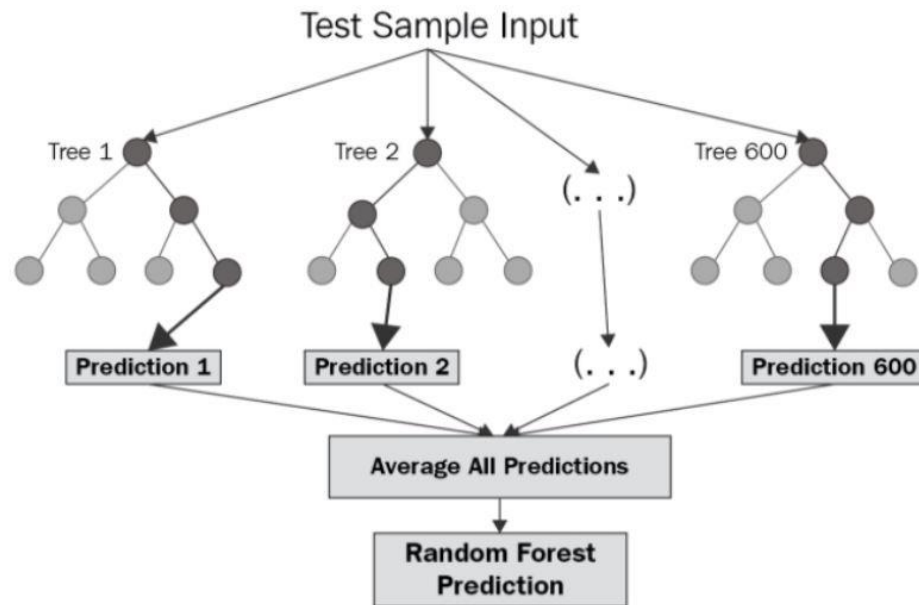 Test Sample Input
Tree 1
Tree 2
Tree 600
(. . .)
Prediction 1
Prediction 2
(. . .)
Prediction 600
Average All Predictions
Random Forest
Prediction